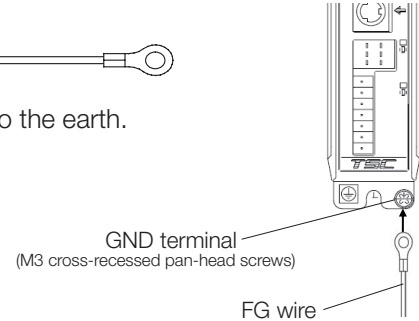 o the earth.
TSC
GND terminal
(M3 cross-recessed pan-head screws)
FG wire